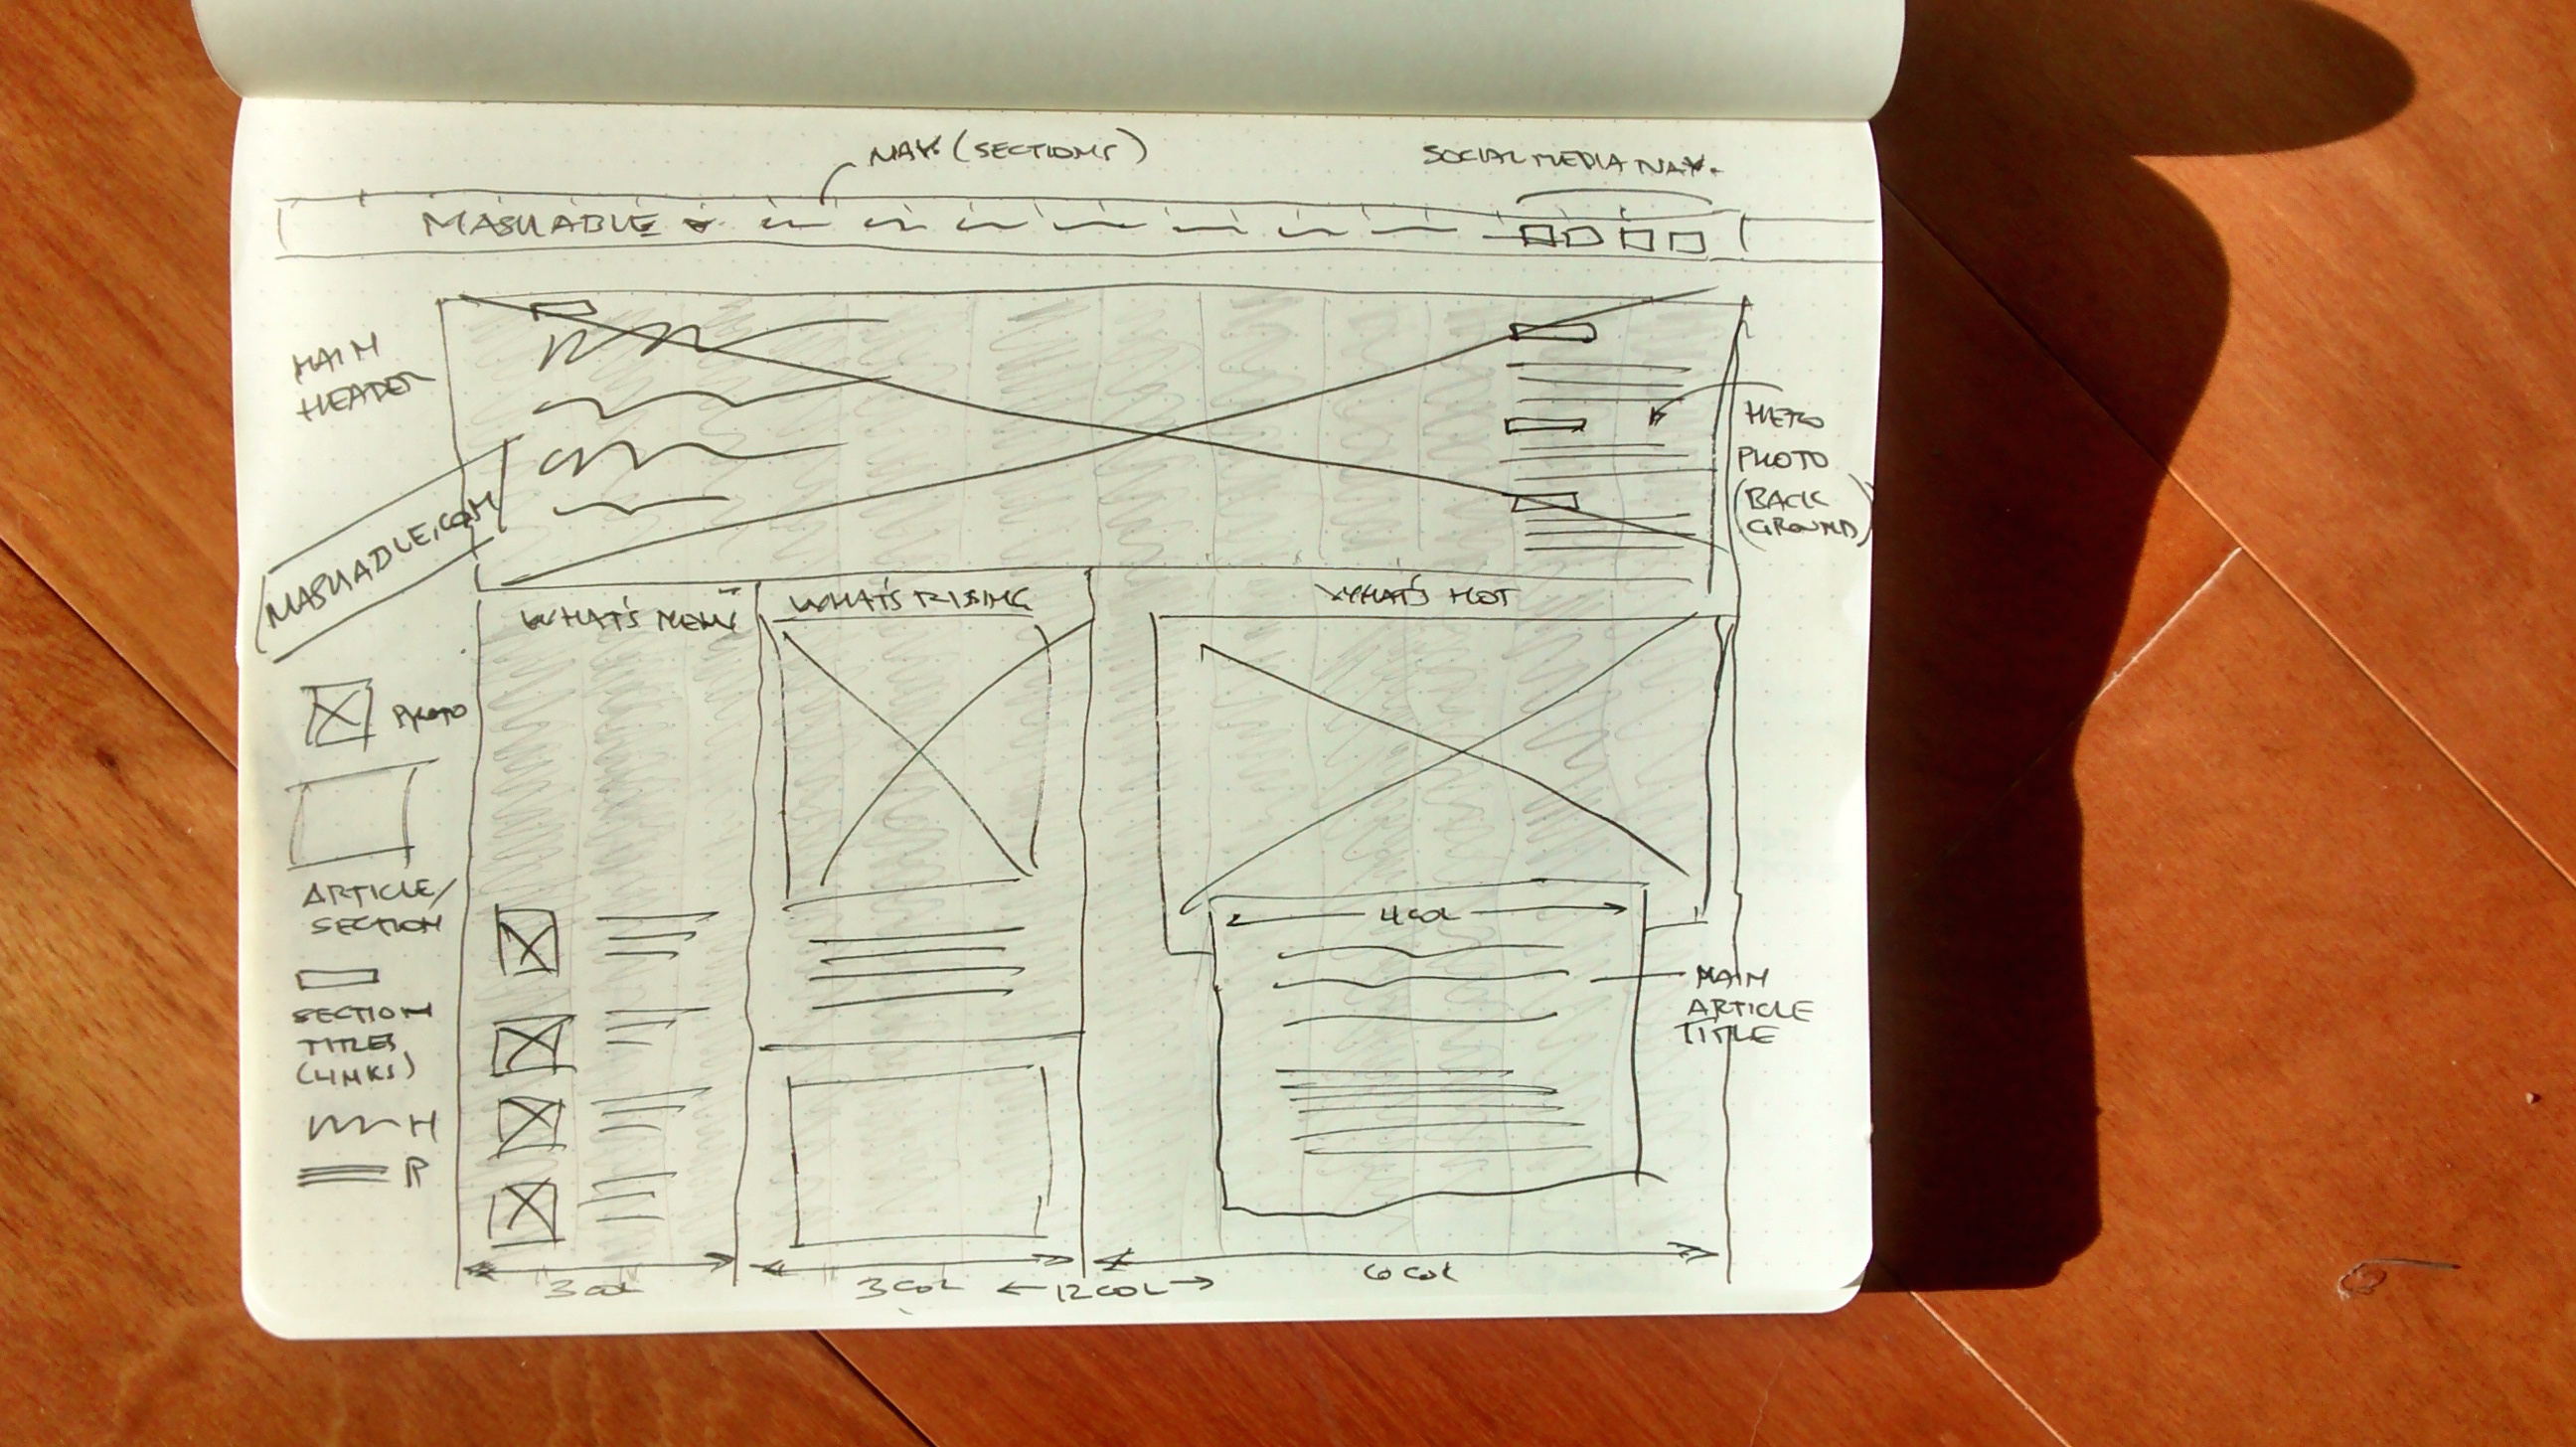 NAV. (SECTIONS)
SOCIAL MEDIA NAV.
MASHABLE
MAIN
HEADER
HERO
PHOTO
(BACK
GROUND)
MASHABLE.COM
WHAT'S NEW
WHAT'S RISING
WHAT'S HOT
PHOTO
ARTICLE/
SECTION
4 COL
MAIN
ARTICLE
TITLE
SECTION
TITLES
(LINKS)
H
P
3 COL
3 COL
12 COL
6 COL